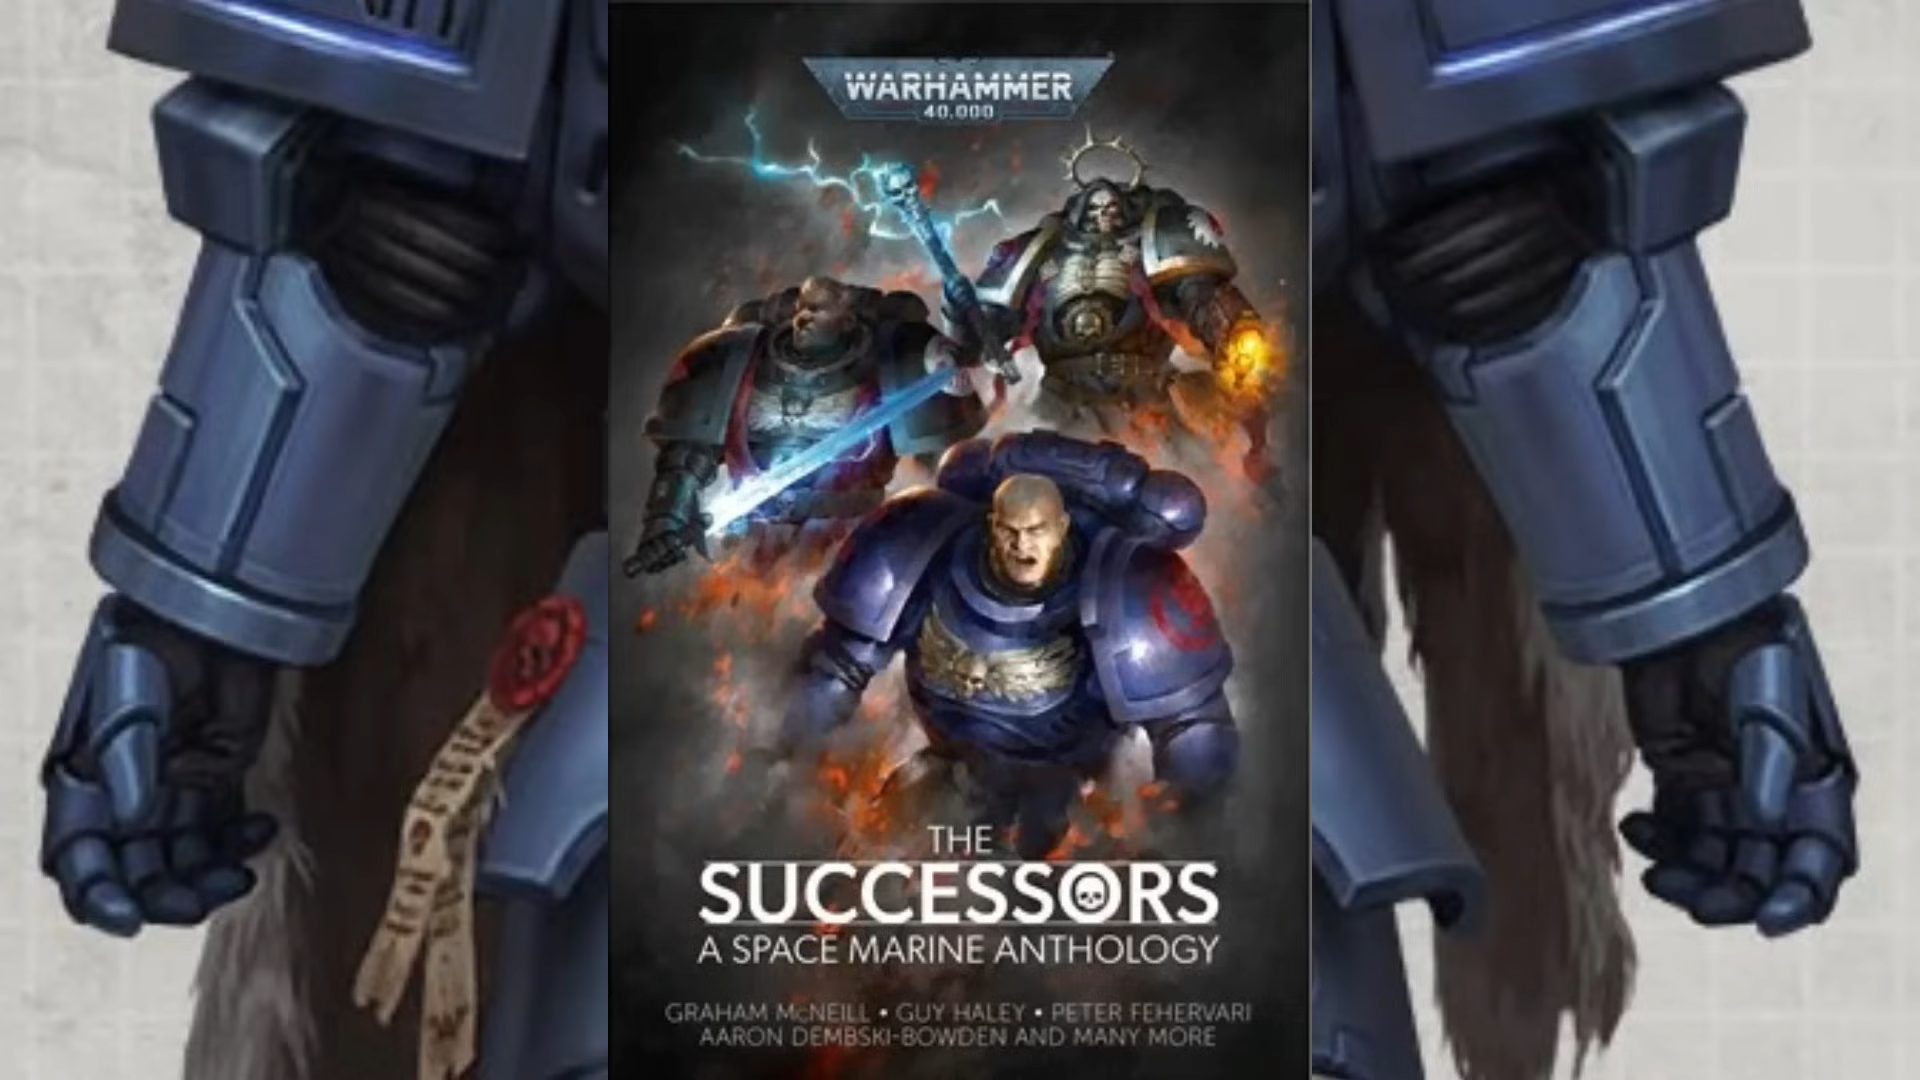 WARHAMMER
40,000
THE
SUCCESSORS
A SPACE MARINE ANTHOLOGY
GRAHAM McNEILL • GUY HALEY • PETER FEHERVARI
AARON DEMBSKI-BOWDEN AND MANY MORE